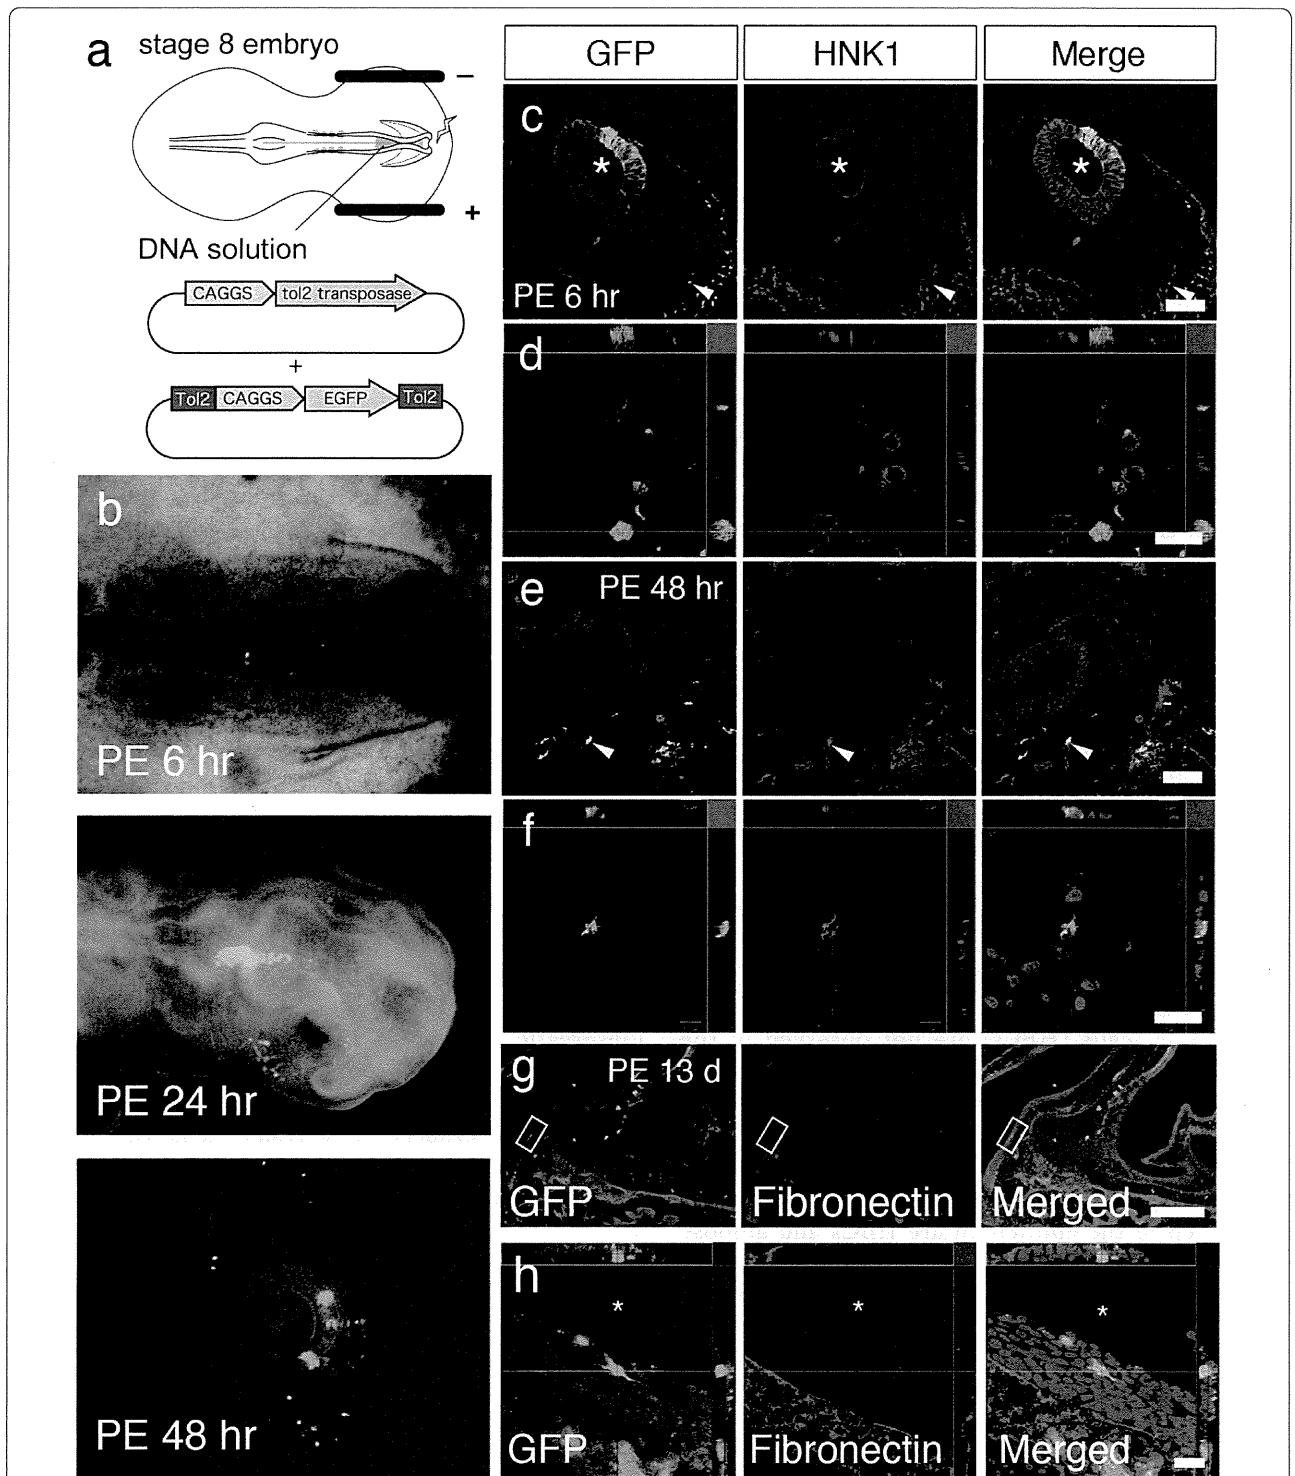 a
stage 8 embryo
−
+
DNA solution
CAGGS tol2 transposase
+
Tol2 CAGGS EGFP Tol2
b
PE 6 hr
PE 24 hr
PE 48 hr
GFP HNK1 Merge
c
*
*
*
PE 6 hr
d
e
PE 48 hr
f
g
PE 13 d
GFP Fibronectin Merged
h
*
*
*
GFP Fibronectin Merged